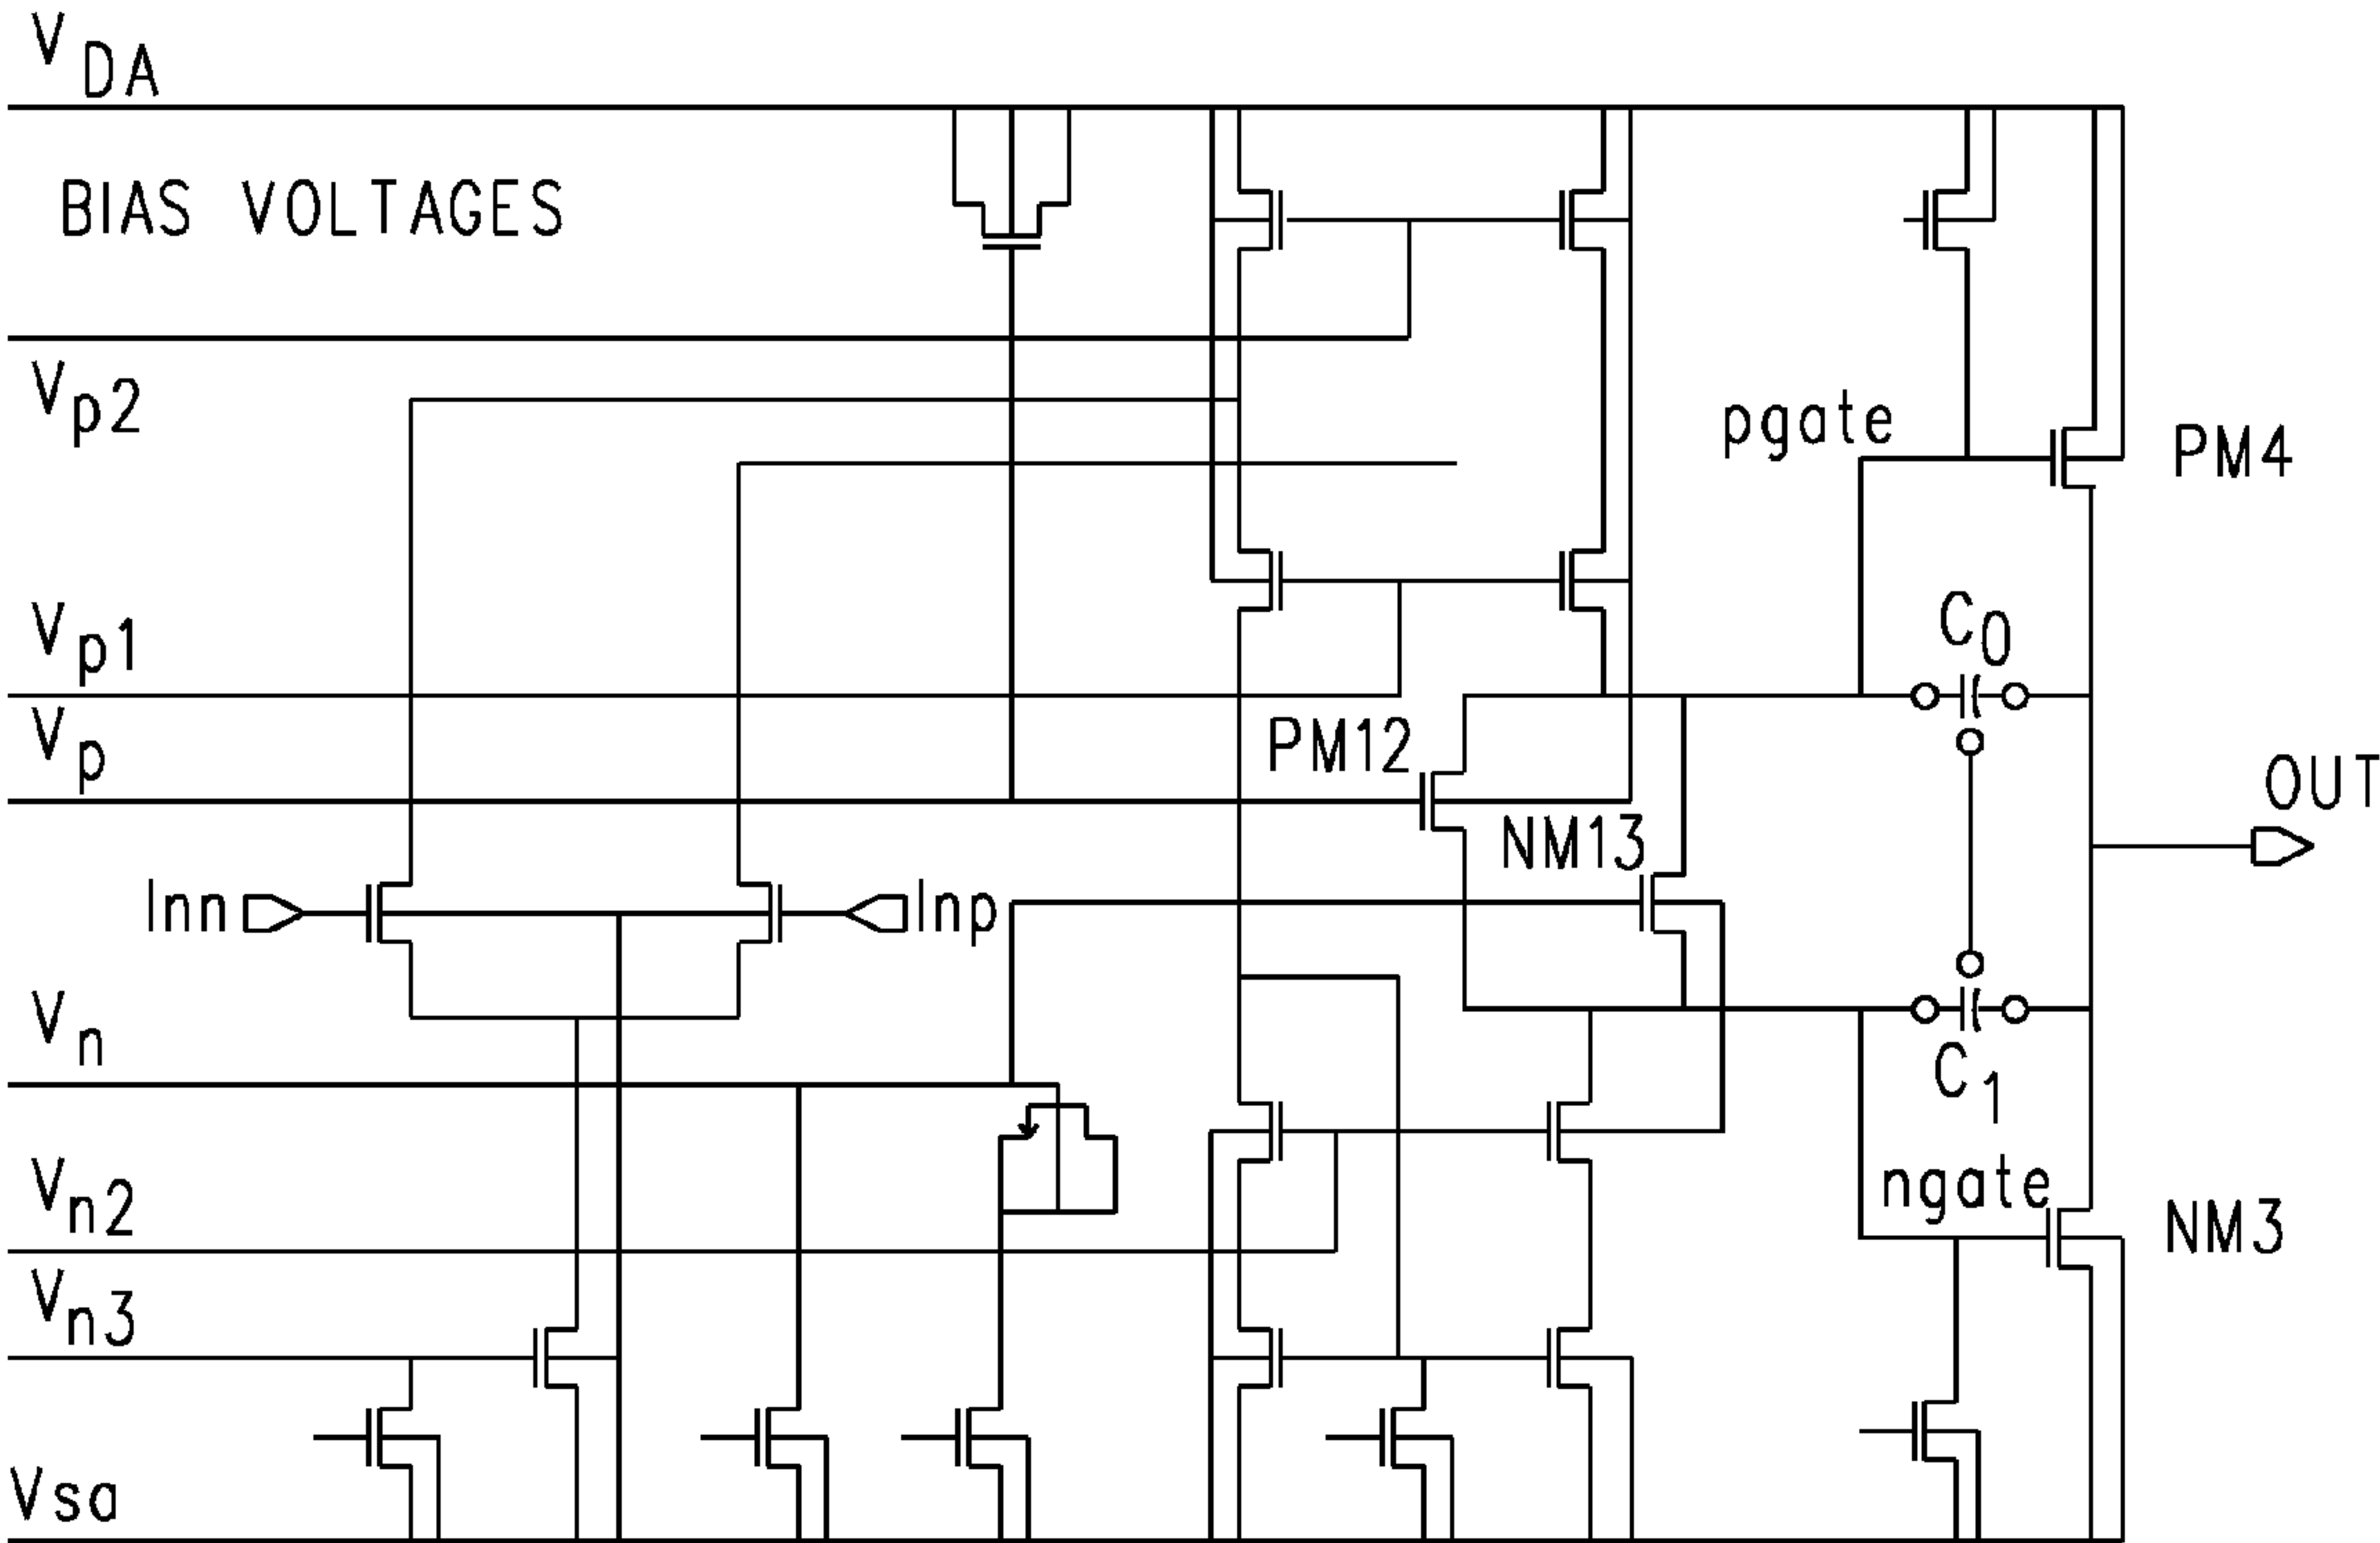 VDA
BIAS VOLTAGES
Vp2
pgate
PM4
Vp1
C0
Vp
PM12
OUT
NM13
Inn
Inp
Vn
C1
Vn2
ngate
NM3
Vn3
Vsa